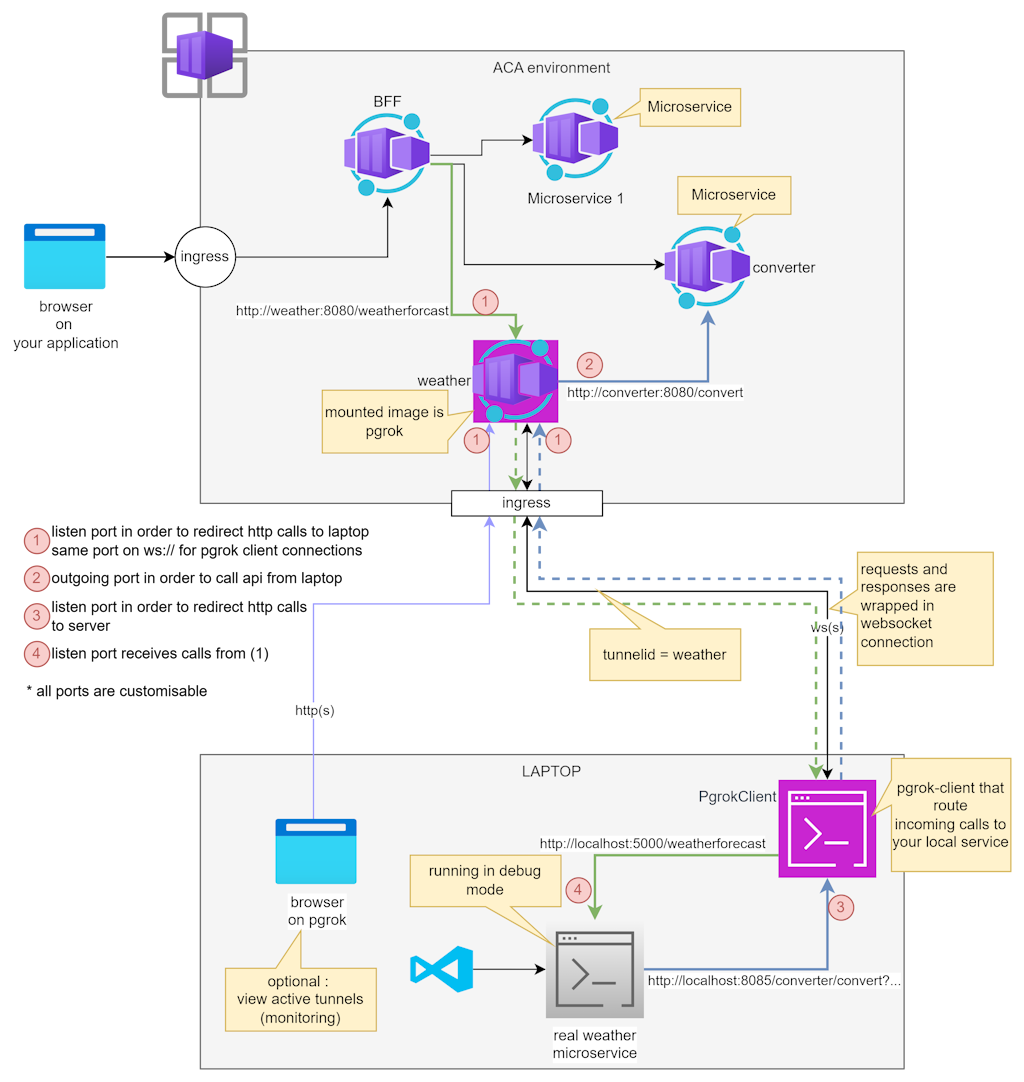 ACA environment
BFF
Microservice
Microservice 1
Microservice
ingress
converter
browser
on
your application
http://weather:8080/weatherforcast
1
2
weather
http://converter:8080/convert
mounted image is
pgrok
1
1
ingress
1
listen port in order to redirect http calls to laptop
same port on ws:// for pgrok client connections
2
outgoing port in order to call api from laptop
3
listen port in order to redirect http calls
to server
4
listen port receives calls from (1)
* all ports are customisable
requests and
responses are
wrapped in
websocket
connection
ws(s)
tunnelid = weather
http(s)
LAPTOP
PgrokClient
pgrok-client that
route
incoming calls to
your local service
http://localhost:5000/weatherforecast
running in debug
mode
4
3
browser
on pgrok
optional :
view active tunnels
(monitoring)
http://localhost:8085/converter/convert?...
real weather
microservice